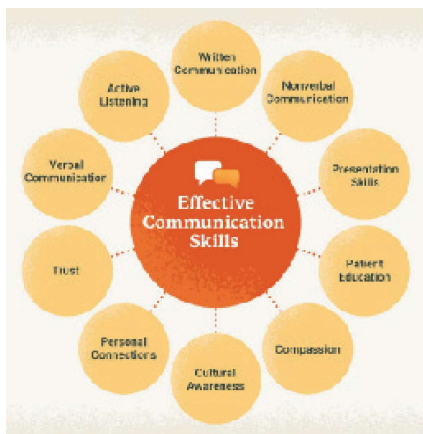 Written
Communication
Nonverbal
Communication
Presentation
Skills
Patient
Education
Compassion
Cultural
Awareness
Personal
Connections
Trust
Verbal
Communication
Active
Listening
Effective
Communication
Skills